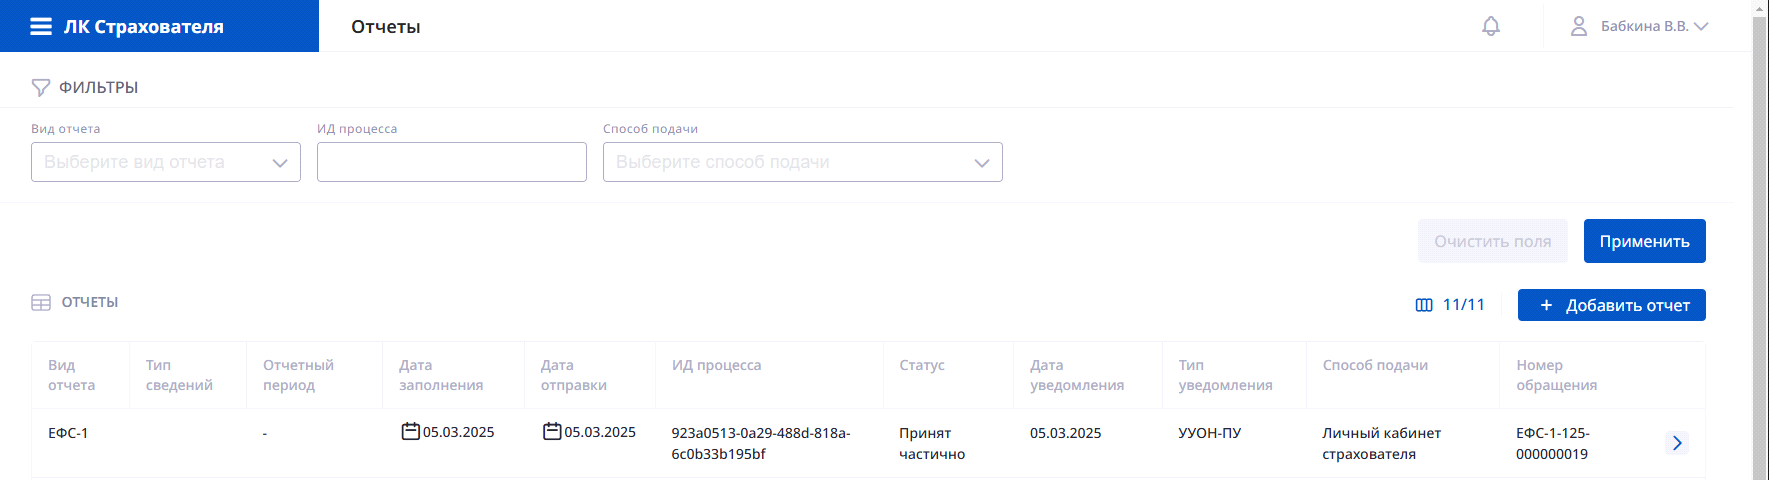 ЛК Страхователя
Отчеты
Бабкина В.В.
ФИЛЬТРЫ
Вид отчета
ИД процесса
Способ подачи
Выберите вид отчета
Выберите способ подачи
Очистить поля
Применить
ОТЧЕТЫ
11/11
+ Добавить отчет
Вид
отчета
Тип
сведений
Отчетный
период
Дата
заполнения
Дата
отправки
ИД процесса
Статус
Дата
уведомления
Тип
уведомления
Способ подачи
Номер
обращения
ЕФС-1
-
05.03.2025
05.03.2025
923a0513-0a29-488d-818a-
6c0b33b195bf
Принят
частично
05.03.2025
УУОН-ПУ
Личный кабинет
страхователя
ЕФС-1-125-
000000019